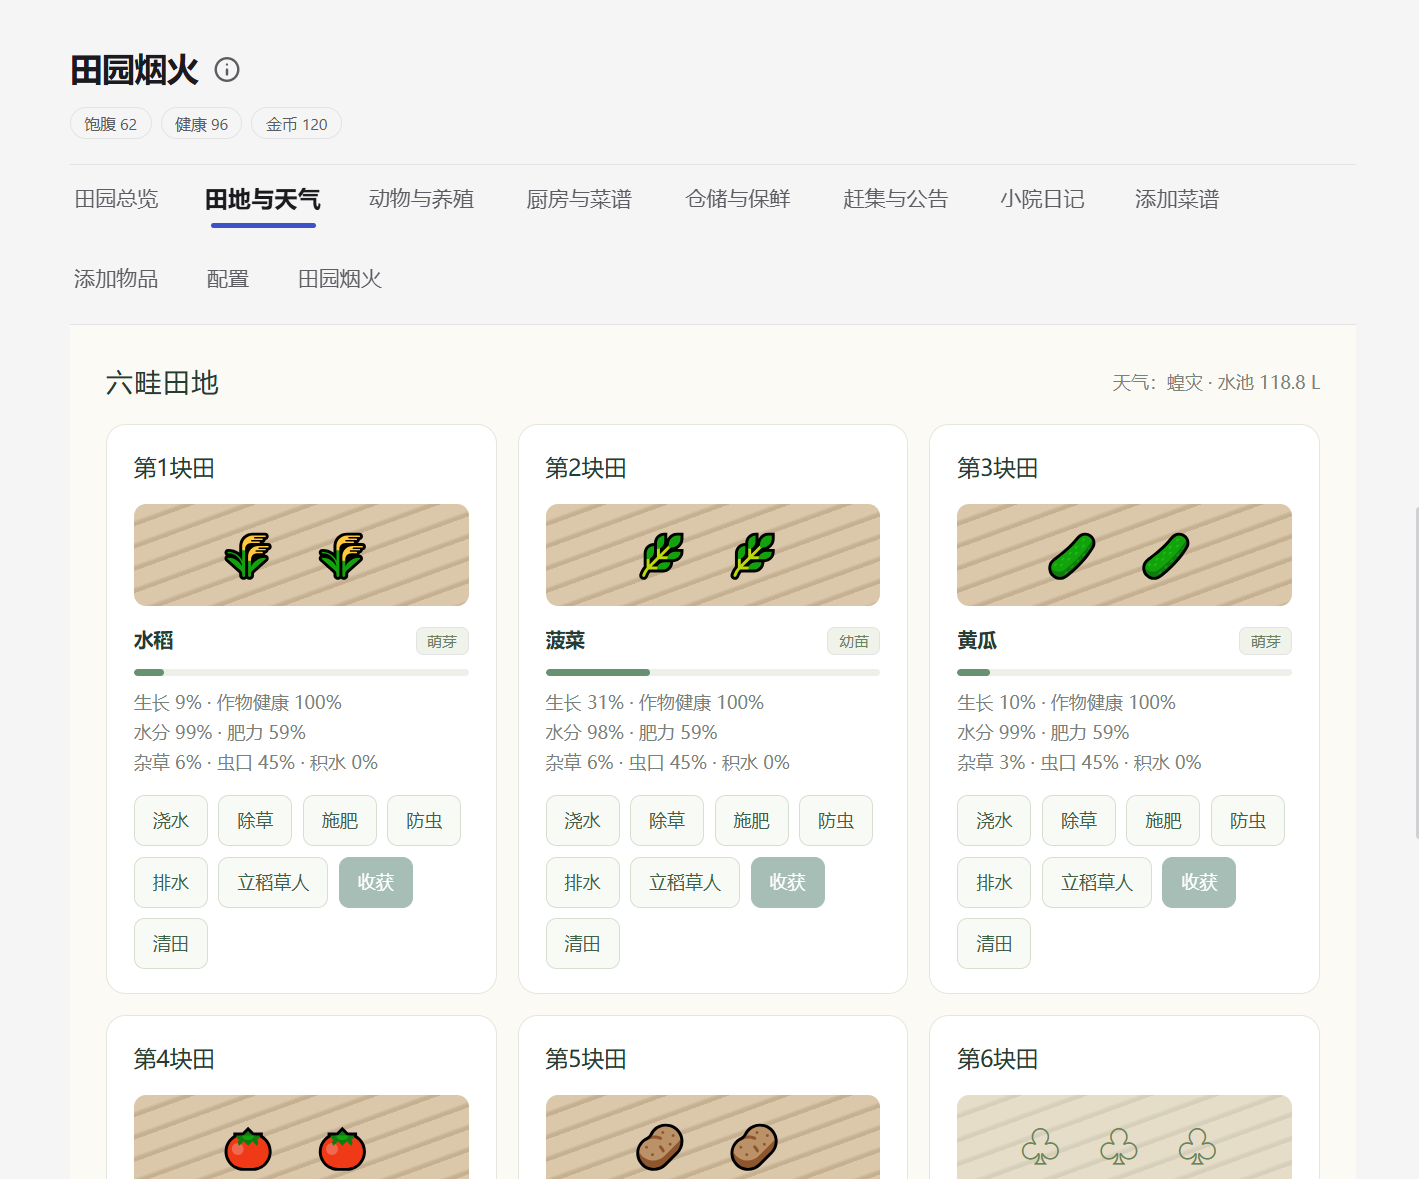 田园烟火
饱腹 62 健康 96 金币 120
田园总览 田地与天气 动物与养殖 厨房与菜谱 仓储与保鲜 赶集与公告 小院日记 添加菜谱
添加物品 配置 田园烟火
六畦田地 天气：蝗灾 · 水池 118.8 L
第1块田
水稻 萌芽
生长 9% · 作物健康 100%
水分 99% · 肥力 59%
杂草 6% · 虫口 45% · 积水 0%
浇水 除草 施肥 防虫
排水 立稻草人 收获
清田
第2块田
菠菜 幼苗
生长 31% · 作物健康 100%
水分 98% · 肥力 59%
杂草 6% · 虫口 45% · 积水 0%
浇水 除草 施肥 防虫
排水 立稻草人 收获
清田
第3块田
黄瓜 萌芽
生长 10% · 作物健康 100%
水分 99% · 肥力 59%
杂草 3% · 虫口 45% · 积水 0%
浇水 除草 施肥 防虫
排水 立稻草人 收获
清田
第4块田
第5块田
第6块田